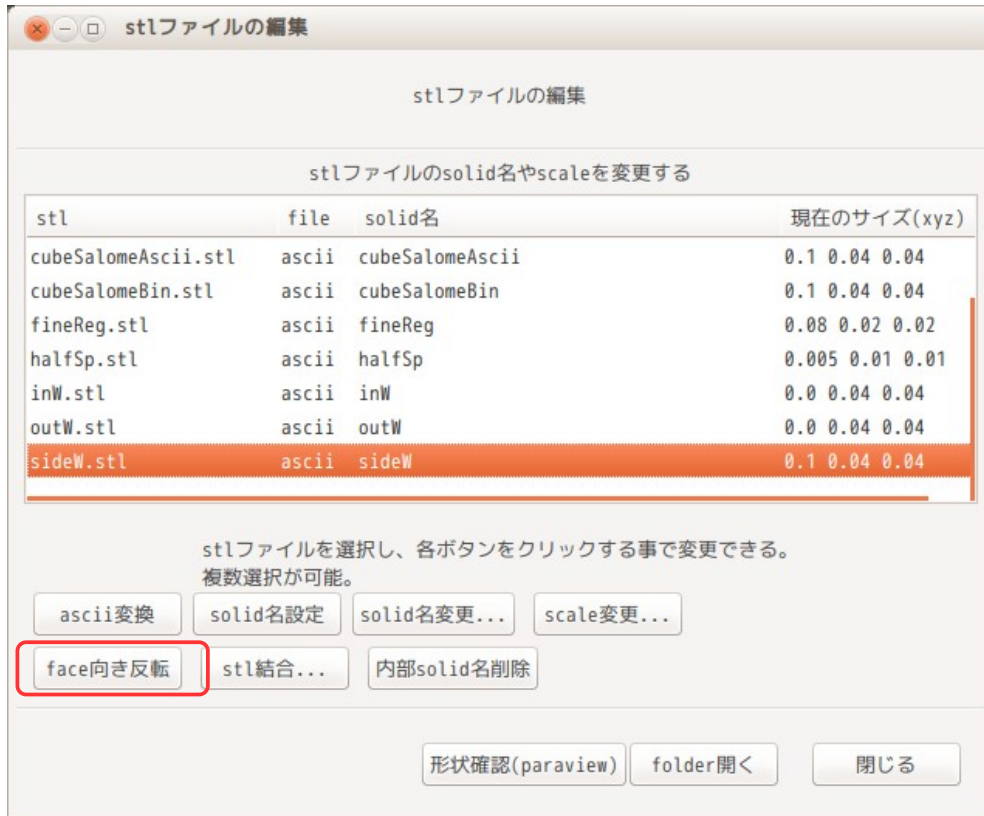 stlファイルの編集
stlファイルの編集
stlファイルのsolid名やscaleを変更する
stl file solid名 現在のサイズ(xyz)
cubeSalomeAscii.stl ascii cubeSalomeAscii 0.1 0.04 0.04
cubeSalomeBin.stl ascii cubeSalomeBin 0.1 0.04 0.04
fineReg.stl ascii fineReg 0.08 0.02 0.02
halfSp.stl ascii halfSp 0.005 0.01 0.01
inW.stl ascii inW 0.0 0.04 0.04
outW.stl ascii outW 0.0 0.04 0.04
sideW.stl ascii sideW 0.1 0.04 0.04
stlファイルを選択し、各ボタンをクリックする事で変更できる。
複数選択が可能。
ascii変換 solid名設定 solid名変更... scale変更...
face向き反転 stl結合... 内部solid名削除
形状確認(paraview) folder開く 閉じる